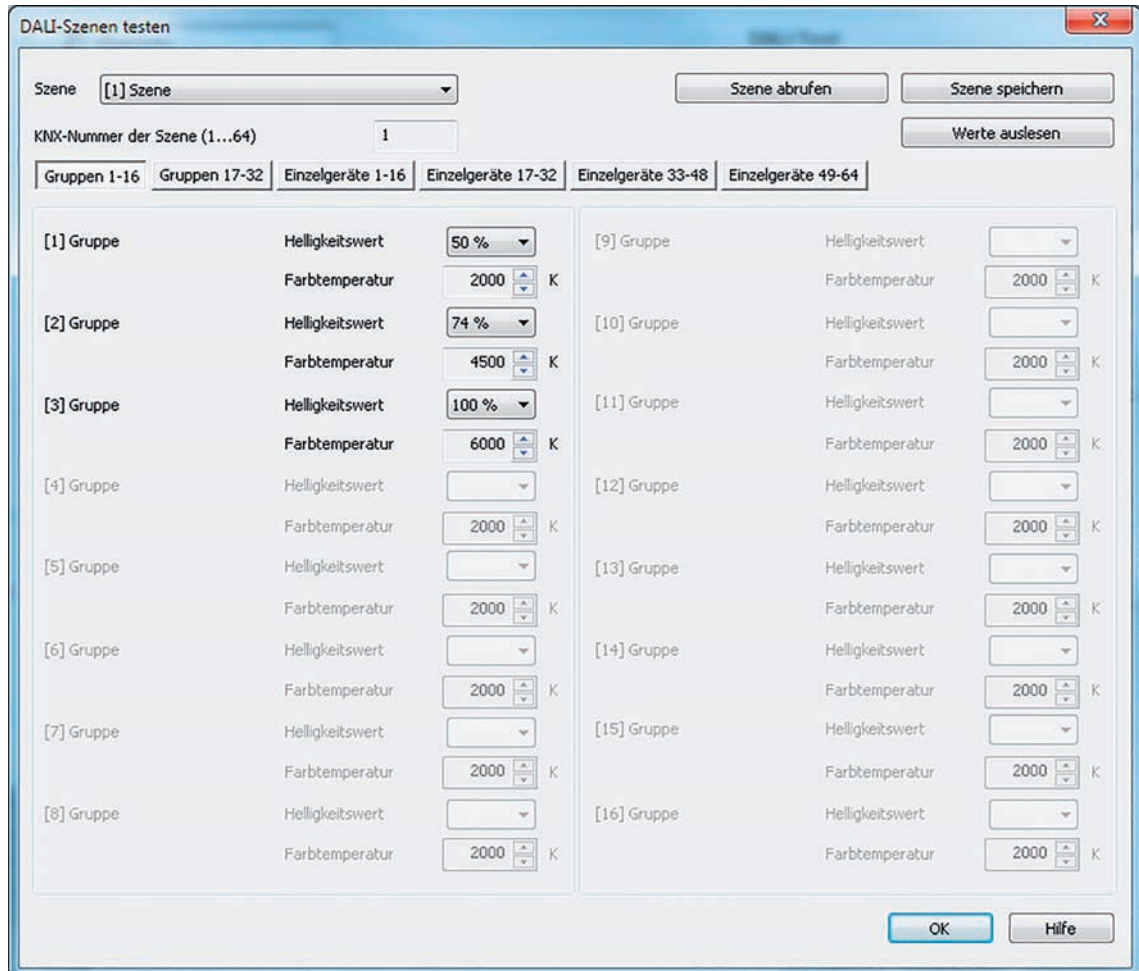 DALI-Szenen testen
Szene [1] Szene Szene abrufen Szene speichern
KNX-Nummer der Szene (1...64) 1 Werte auslesen
Gruppen 1-16 Gruppen 17-32 Einzelgeräte 1-16 Einzelgeräte 17-32 Einzelgeräte 33-48 Einzelgeräte 49-64
[1] Gruppe Helligkeitswert 50 % [9] Gruppe Helligkeitswert
Farbtemperatur 2000 K Farbtemperatur 2000 K
[2] Gruppe Helligkeitswert 74 % [10] Gruppe Helligkeitswert
Farbtemperatur 4500 K Farbtemperatur 2000 K
[3] Gruppe Helligkeitswert 100 % [11] Gruppe Helligkeitswert
Farbtemperatur 6000 K Farbtemperatur 2000 K
[4] Gruppe Helligkeitswert [12] Gruppe Helligkeitswert
Farbtemperatur 2000 K Farbtemperatur 2000 K
[5] Gruppe Helligkeitswert [13] Gruppe Helligkeitswert
Farbtemperatur 2000 K Farbtemperatur 2000 K
[6] Gruppe Helligkeitswert [14] Gruppe Helligkeitswert
Farbtemperatur 2000 K Farbtemperatur 2000 K
[7] Gruppe Helligkeitswert [15] Gruppe Helligkeitswert
Farbtemperatur 2000 K Farbtemperatur 2000 K
[8] Gruppe Helligkeitswert [16] Gruppe Helligkeitswert
Farbtemperatur 2000 K Farbtemperatur 2000 K
OK Hilfe